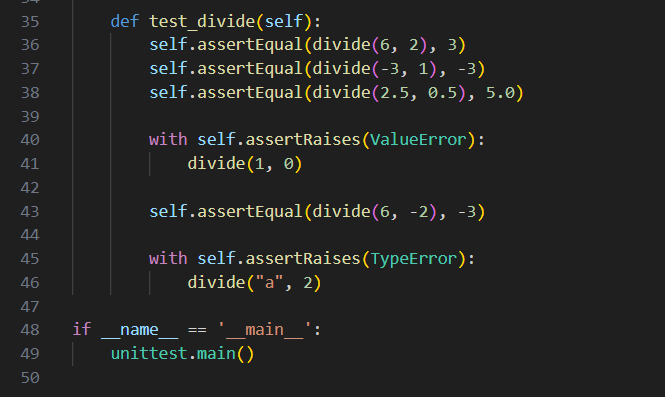 35 def test_divide(self):
36 self.assertEqual(divide(6, 2), 3)
37 self.assertEqual(divide(-3, 1), -3)
38 self.assertEqual(divide(2.5, 0.5), 5.0)
39
40 with self.assertRaises(ValueError):
41 divide(1, 0)
42
43 self.assertEqual(divide(6, -2), -3)
44
45 with self.assertRaises(TypeError):
46 divide("a", 2)
47
48 if __name__ == '__main__':
49 unittest.main()
50